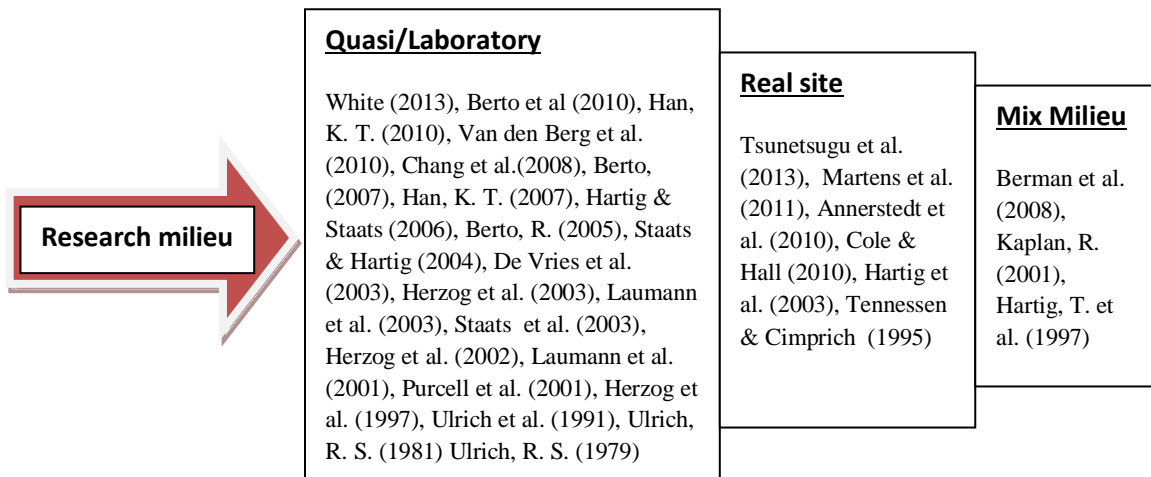 Research milieu
Quasi/Laboratory
White (2013), Berto et al (2010), Han,
K. T. (2010), Van den Berg et al.
(2010), Chang et al.(2008), Berto,
(2007), Han, K. T. (2007), Hartig &
Staats (2006), Berto, R. (2005), Staats
& Hartig (2004), De Vries et al.
(2003), Herzog et al. (2003), Laumann
et al. (2003), Staats  et al. (2003),
Herzog et al. (2002), Laumann et al.
(2001), Purcell et al. (2001), Herzog et
al. (1997), Ulrich et al. (1991), Ulrich,
R. S. (1981) Ulrich, R. S. (1979)
Real site
Tsunetsugu et al.
(2013),  Martens et al.
(2011), Annerstedt et
al. (2010), Cole &
Hall (2010), Hartig et
al. (2003), Tennessen
& Cimprich  (1995)
Mix Milieu
Berman et al.
(2008),
Kaplan, R.
(2001),
Hartig, T. et
al. (1997)